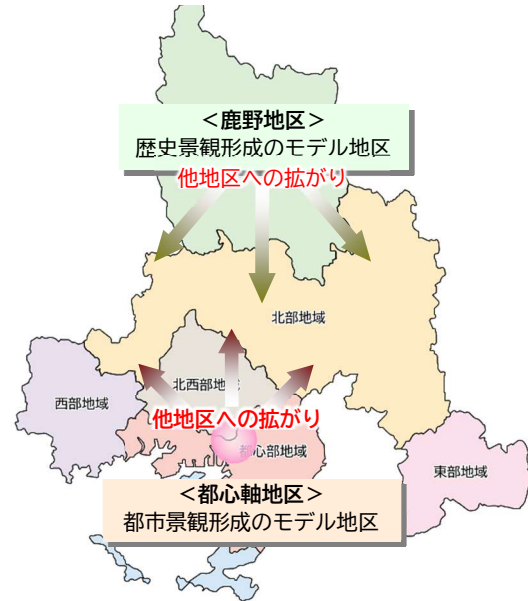 ＜鹿野地区＞
歴史景観形成のモデル地区
他地区への拡がり
北部地域
北西部地域
西部地域
他地区への拡がり
都心部地域
東部地域
＜都心軸地区＞
都市景観形成のモデル地区